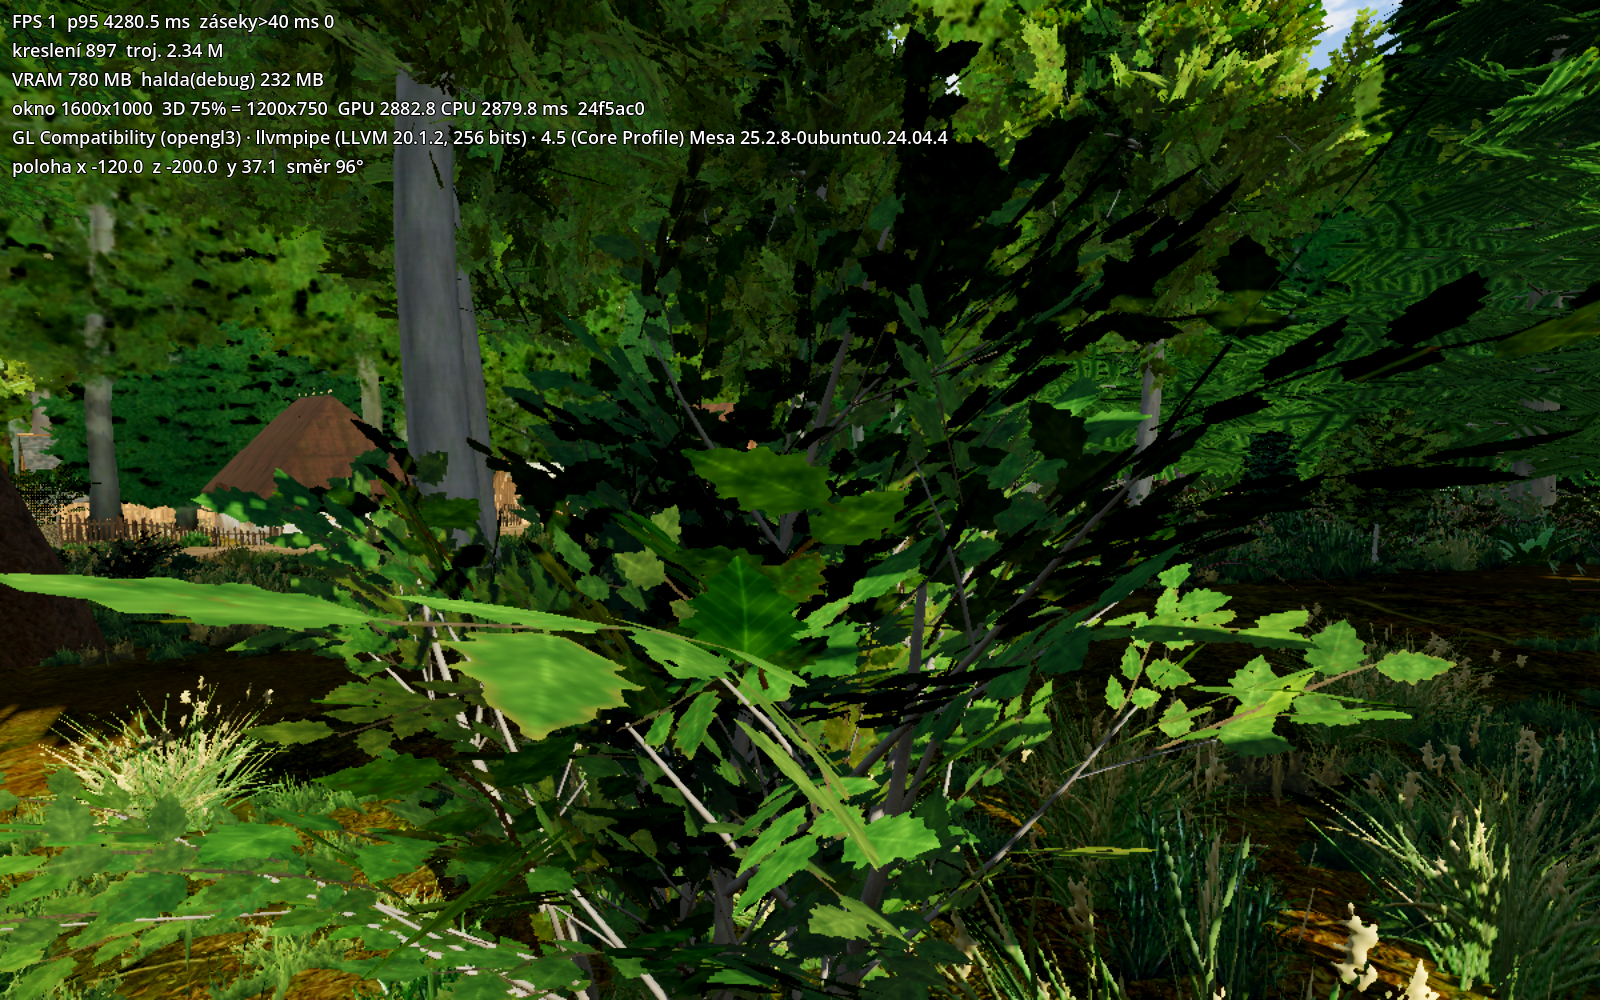 FPS 1  p95 4280.5 ms  záseky>40 ms 0
kreslení 897  troj. 2.34 M
VRAM 780 MB  halda(debug) 232 MB
okno 1600x1000  3D 75% = 1200x750  GPU 2882.8 CPU 2879.8 ms  24f5ac0
GL Compatibility (opengl3) · llvmpipe (LLVM 20.1.2, 256 bits) · 4.5 (Core Profile) Mesa 25.2.8-0ubuntu0.24.04.4
poloha x -120.0  z -200.0  y 37.1  směr 96°